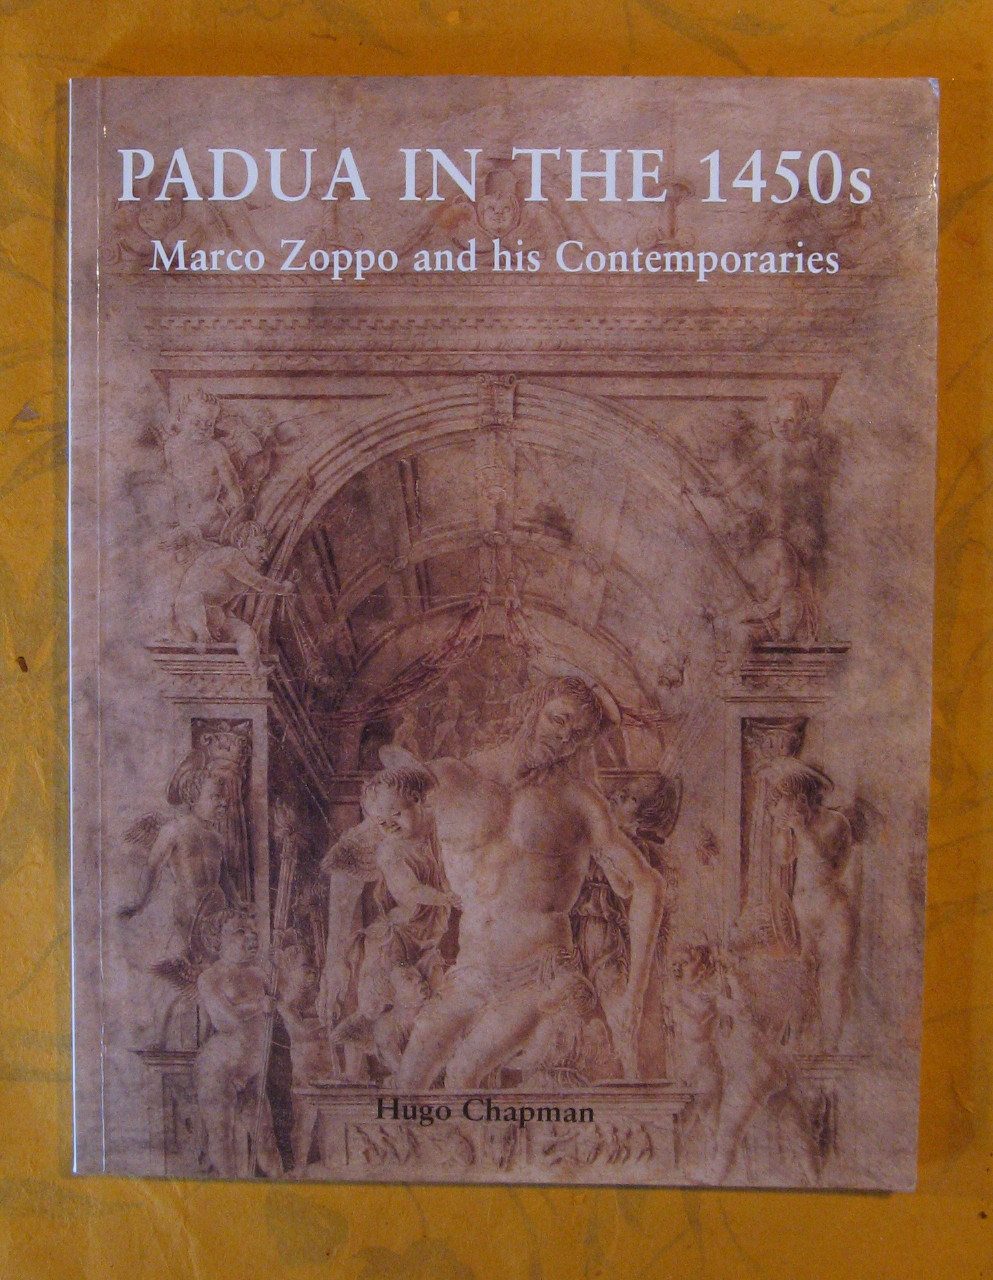 PADUA IN THE 1450s
Marco Zoppo and his Contemporaries
Hugo Chapman